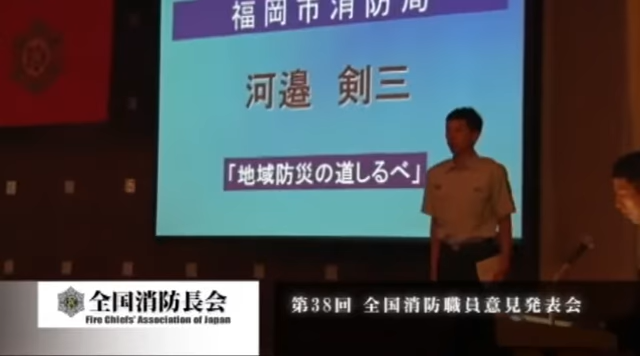 福岡市消防局
河邉 剣三
「地域防災の道しるべ」
全国消防長会
Fire Chiefs' Association of Japan
第38回 全国消防職員意見発表会